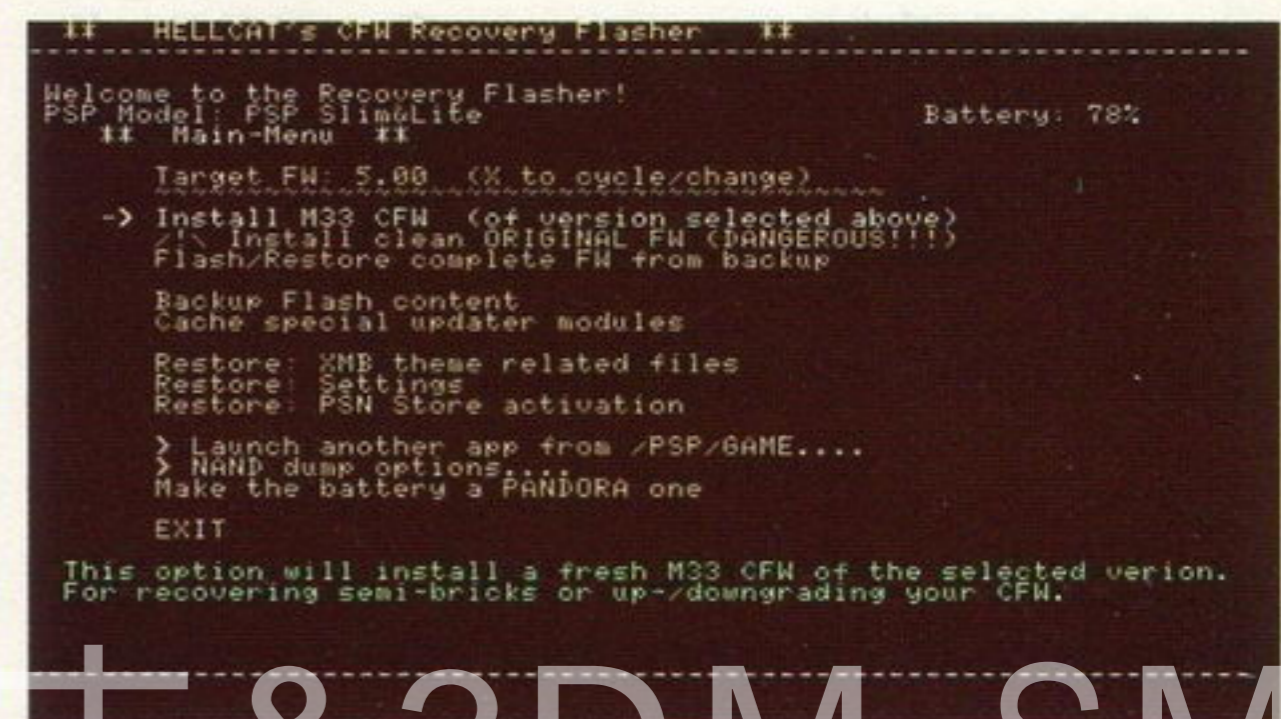 ** HELLCAT's CFW Recovery Flasher **
Welcome to the Recovery Flasher!
PSP Model: PSP Slim&Lite Battery: 78%
** Main-Menu **
Target FW: 5.00 (X to cycle/change)
-> Install M33 CFW (of version selected above)
/!\ Install clean ORIGINAL FW (DANGEROUS!!!)
Flash/Restore complete FW from backup
Backup Flash content
Cache special updater modules
Restore: XMB theme related files
Restore: Settings
Restore: PSN Store activation
> Launch another app from /PSP/GAME....
> NAND dump options....
Make the battery a PANDORA one
EXIT
This option will install a fresh M33 CFW of the selected verion.
For recovering semi-bricks or up-/downgrading your CFW.
& 3DM SM